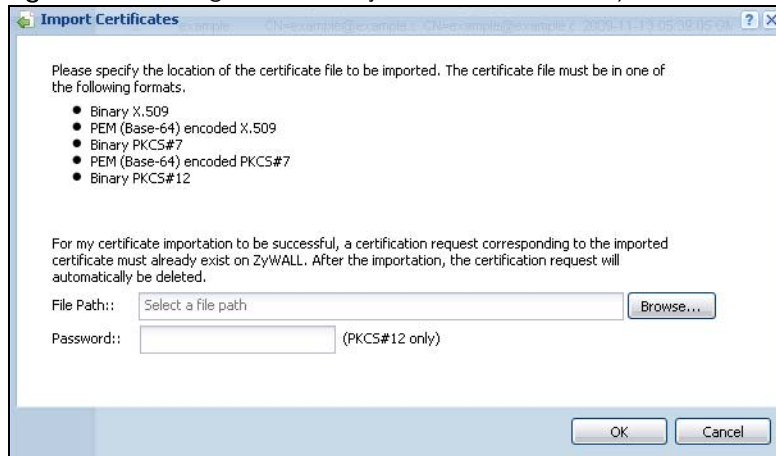 Import Certificates
Please specify the location of the certificate file to be imported. The certificate file must be in one of
the following formats.
● Binary X.509
● PEM (Base-64) encoded X.509
● Binary PKCS#7
● PEM (Base-64) encoded PKCS#7
● Binary PKCS#12
For my certificate importation to be successful, a certification request corresponding to the imported
certificate must already exist on ZyWALL. After the importation, the certification request will
automatically be deleted.
File Path:: Select a file path Browse...
Password:: (PKCS#12 only)
OK Cancel